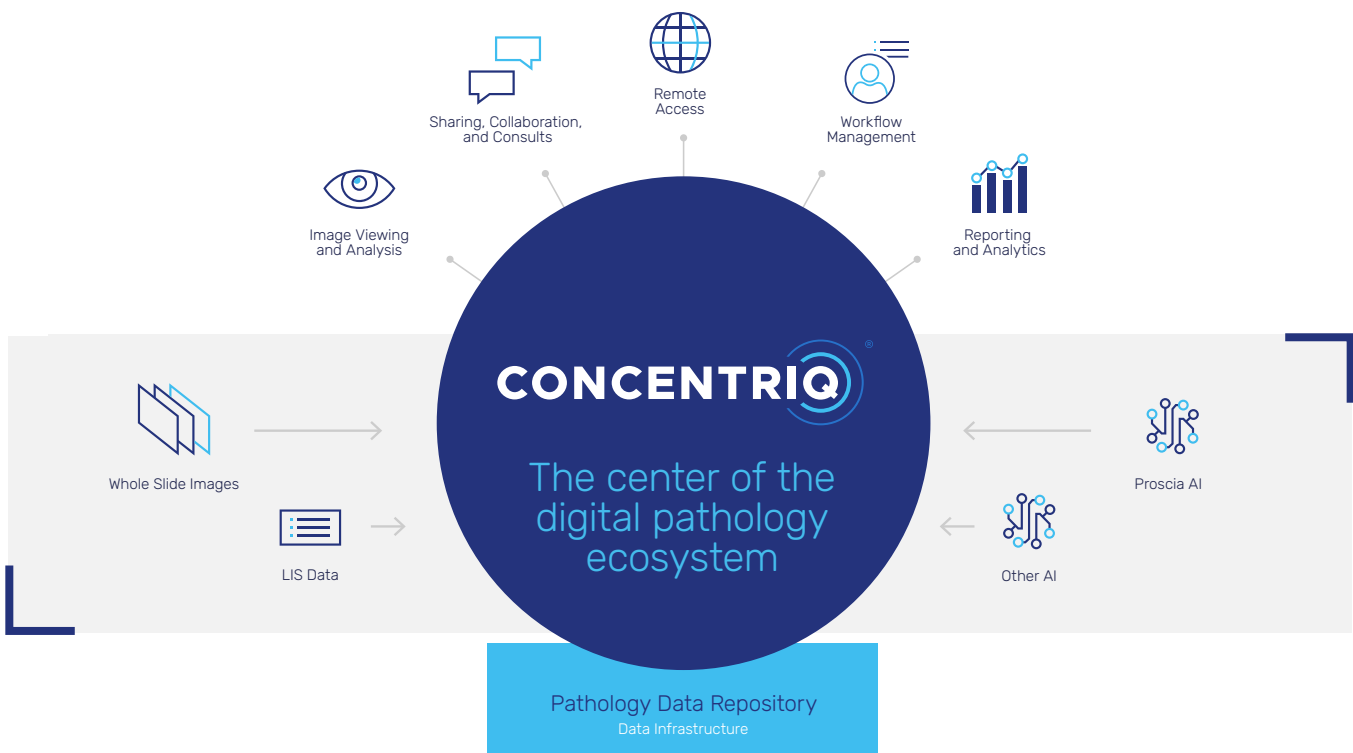 Remote
Access
Sharing, Collaboration,
and Consults
Workflow
Management
Image Viewing
and Analysis
Reporting
and Analytics
CONCENTRIQ®
The center of the
digital pathology
ecosystem
Whole Slide Images
LIS Data
Proscia AI
Other AI
Pathology Data Repository
Data Infrastructure